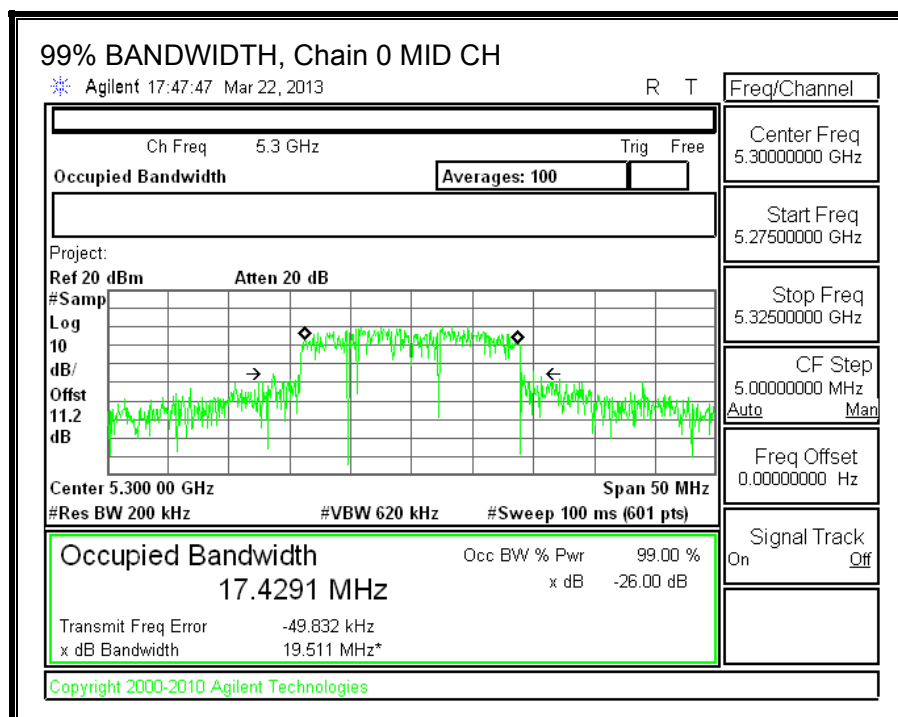 99% BANDWIDTH, Chain 0 MID CH
Agilent 17:47:47 Mar 22, 2013 R T
Freq/Channel
Ch Freq 5.3 GHz Trig Free
Occupied Bandwidth Averages: 100
Center Freq
5.30000000 GHz
Start Freq
5.27500000 GHz
Stop Freq
5.32500000 GHz
CF Step
5.00000000 MHz
Auto Man
Freq Offset
0.00000000 Hz
Signal Track
On Off
Project:
Ref 20 dBm Atten 20 dB
#Samp
Log
10
dB/
Offst
11.2
dB
Center 5.300 00 GHz Span 50 MHz
#Res BW 200 kHz #VBW 620 kHz #Sweep 100 ms (601 pts)
Occupied Bandwidth Occ BW % Pwr 99.00 %
17.4291 MHz x dB -26.00 dB
Transmit Freq Error -49.832 kHz
x dB Bandwidth 19.511 MHz*
Copyright 2000-2010 Agilent Technologies